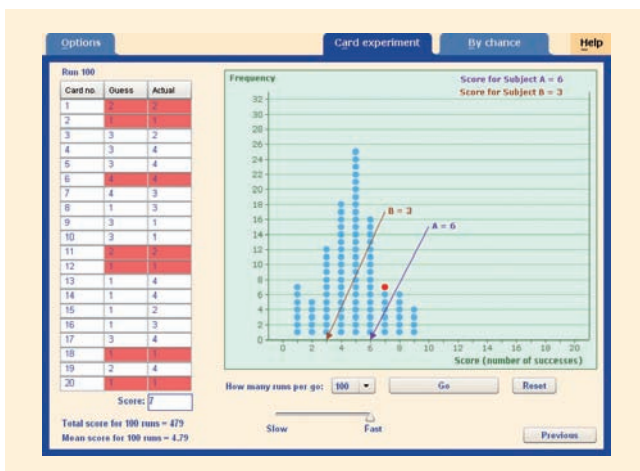 Options
Card experiment
By chance
Help
Run 100
Card no. Guess Actual
1 2 2
2 1 1
3 3 2
4 3 4
5 3 4
6 4 4
7 4 3
8 1 3
9 3 1
10 3 1
11 2 2
12 1 1
13 1 4
14 1 4
15 1 2
16 1 3
17 3 4
18 1 1
19 2 4
20 1 1
Score: 7
Total score for 100 runs = 479
Mean score for 100 runs = 4.79
Frequency
Score for Subject A = 6
Score for Subject B = 3
32
30
28
26
24
22
20
18
16
14
12
10
8
6
4
2
0
B = 3
A = 6
0 2 4 6 8 10 12 14 16 18 20
Score (number of successes)
How many runs per go: 100 Go Reset
Slow Fast
Previous